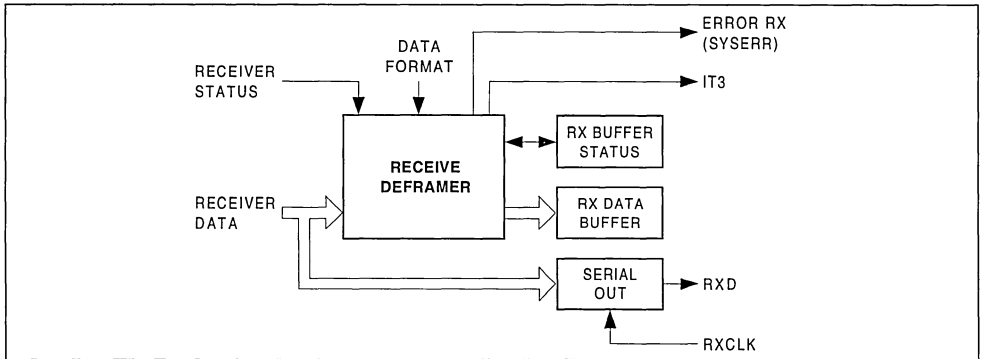 ERROR RX
(SYSERR)
DATA
FORMAT
RECEIVER
STATUS
IT3
RX BUFFER
STATUS
RECEIVE
DEFRAMER
RECEIVER
DATA
RX DATA
BUFFER
SERIAL
OUT
RXD
RXCLK